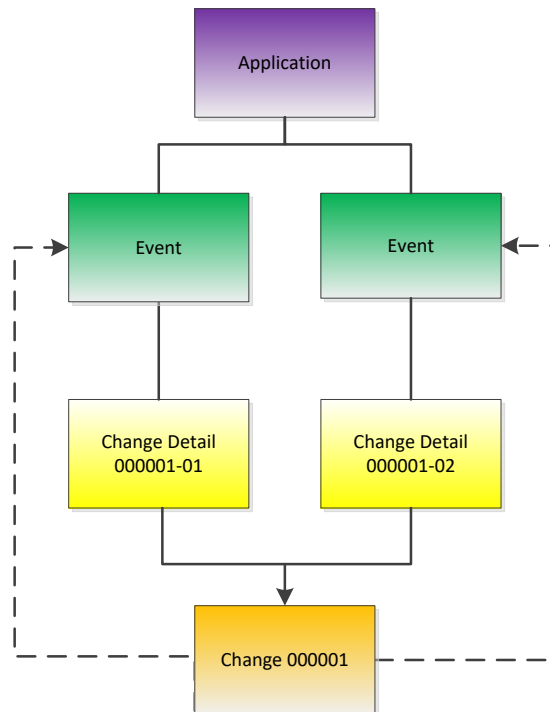 Application
Event
Event
Change Detail
000001-01
Change Detail
000001-02
Change 000001